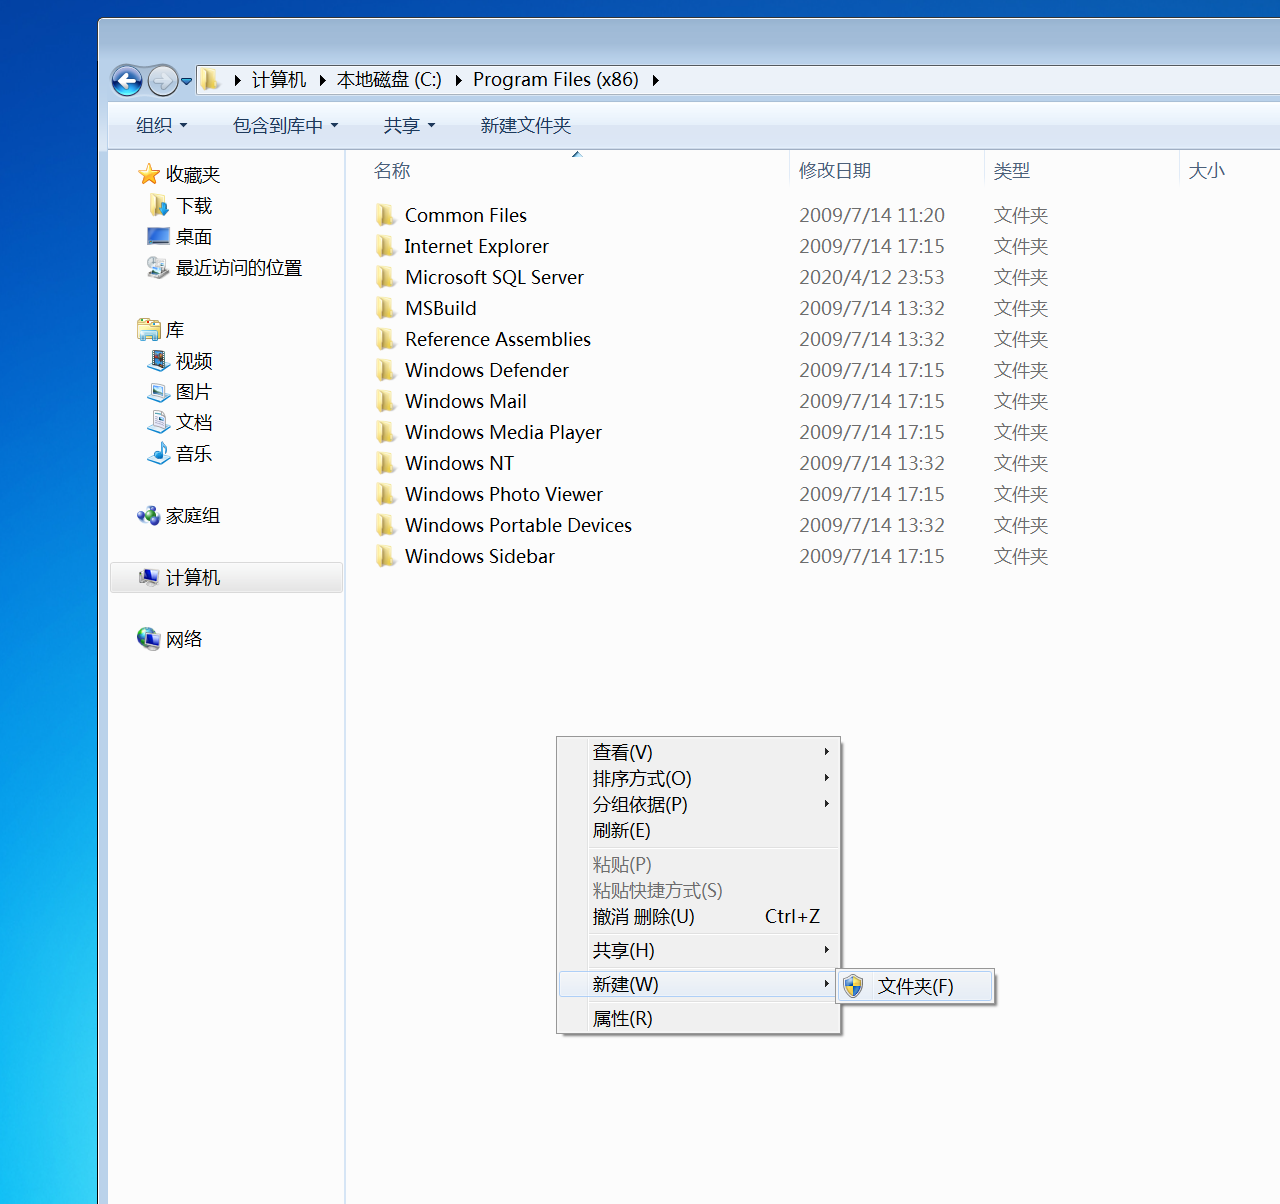 计算机 本地磁盘 (C:) Program Files (x86)
组织 包含到库中 共享 新建文件夹
名称 修改日期 类型 大小
收藏夹
下载
桌面
最近访问的位置
库
视频
图片
文档
音乐
家庭组
计算机
网络
Common Files 2009/7/14 11:20 文件夹
Internet Explorer 2009/7/14 17:15 文件夹
Microsoft SQL Server 2020/4/12 23:53 文件夹
MSBuild 2009/7/14 13:32 文件夹
Reference Assemblies 2009/7/14 13:32 文件夹
Windows Defender 2009/7/14 17:15 文件夹
Windows Mail 2009/7/14 17:15 文件夹
Windows Media Player 2009/7/14 17:15 文件夹
Windows NT 2009/7/14 13:32 文件夹
Windows Photo Viewer 2009/7/14 17:15 文件夹
Windows Portable Devices 2009/7/14 13:32 文件夹
Windows Sidebar 2009/7/14 17:15 文件夹
查看(V)
排序方式(O)
分组依据(P)
刷新(E)
粘贴(P)
粘贴快捷方式(S)
撤消 删除(U) Ctrl+Z
共享(H)
新建(W)
文件夹(F)
属性(R)